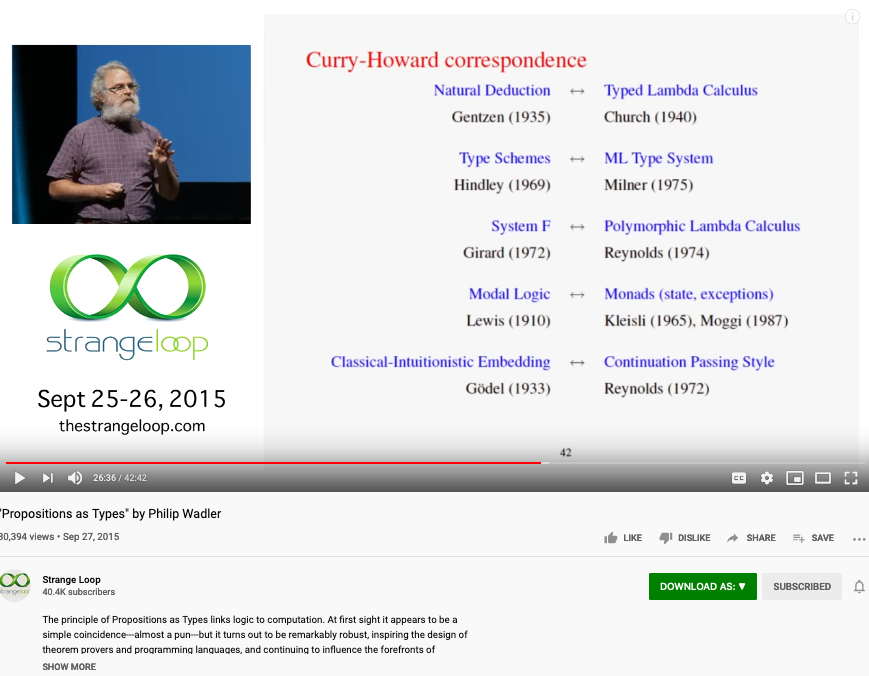 Curry-Howard correspondence
Natural Deduction ↔ Typed Lambda Calculus
Gentzen (1935) Church (1940)
Type Schemes ↔ ML Type System
Hindley (1969) Milner (1975)
System F ↔ Polymorphic Lambda Calculus
Girard (1972) Reynolds (1974)
Modal Logic ↔ Monads (state, exceptions)
Lewis (1910) Kleisli (1965), Moggi (1987)
Classical-Intuitionistic Embedding ↔ Continuation Passing Style
Gödel (1933) Reynolds (1972)
42
strangeloop
Sept 25-26, 2015
thestrangeloop.com
26:36 / 42:42
CC
"Propositions as Types" by Philip Wadler
30,394 views • Sep 27, 2015
LIKE DISLIKE SHARE SAVE
Strange Loop
40.4K subscribers
DOWNLOAD AS: ▼ SUBSCRIBED
The principle of Propositions as Types links logic to computation. At first sight it appears to be a
simple coincidence---almost a pun---but it turns out to be remarkably robust, inspiring the design of
theorem provers and programming languages, and continuing to influence the forefronts of
SHOW MORE